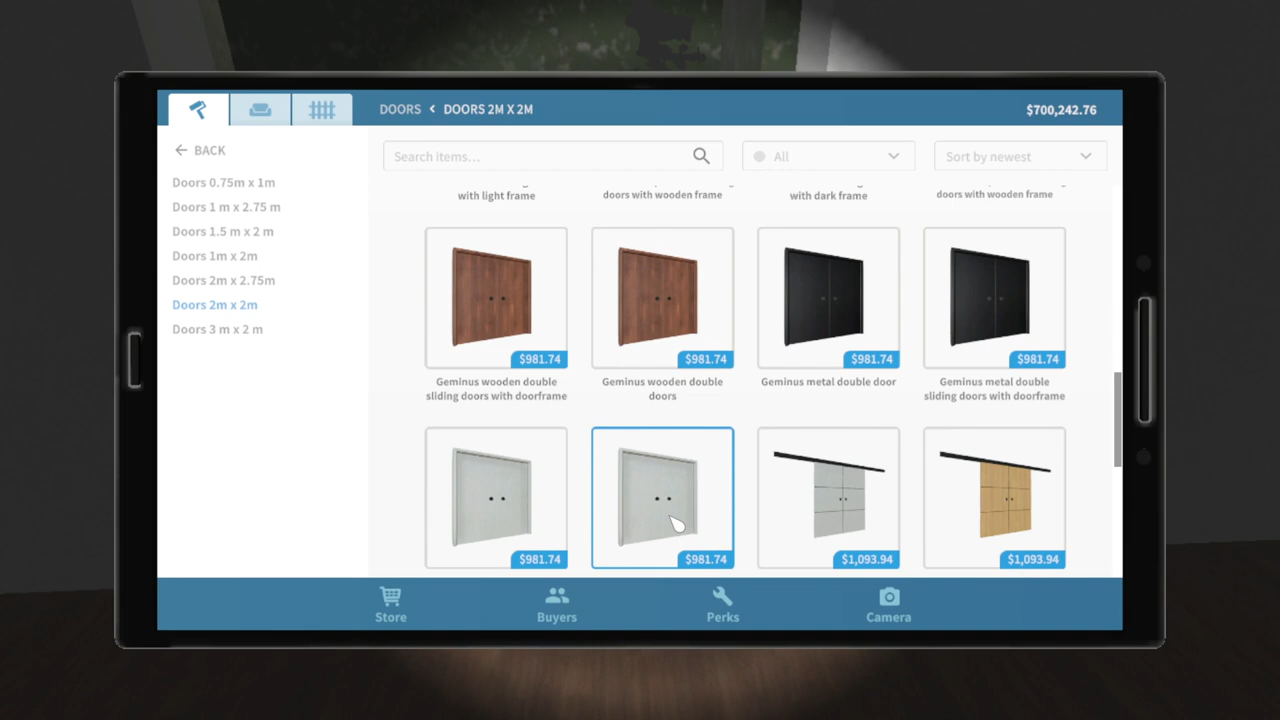 DOORS < DOORS 2M X 2M
$700,242.76
BACK
Search items...
All
Sort by newest
Doors 0.75m x 1m
Doors 1 m x 2.75 m
Doors 1.5 m x 2 m
Doors 1m x 2m
Doors 2m x 2.75m
Doors 2m x 2m
Doors 3 m x 2 m
with light frame
doors with wooden frame
with dark frame
doors with wooden frame
$981.74
$981.74
$981.74
$981.74
Geminus wooden double
sliding doors with doorframe
Geminus wooden double
doors
Geminus metal double door
Geminus metal double
sliding doors with doorframe
$981.74
$981.74
$1,093.94
$1,093.94
Store
Buyers
Perks
Camera